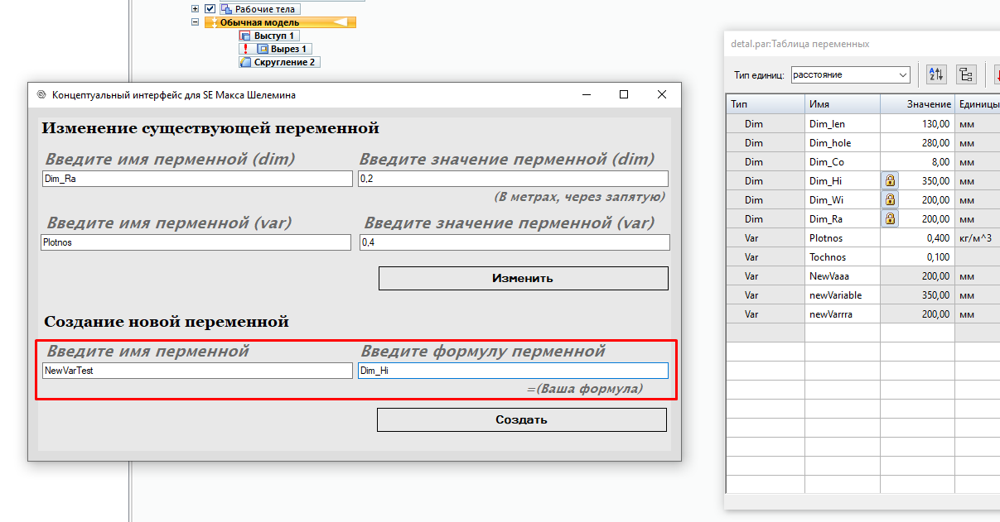 Рабочие тела
Обычная модель
Выступ 1
Вырез 1
Скругление 2
Концептуальный интерфейс для SE Макса Шелемина
Изменение существующей переменной
Введите имя перменной (dim) Введите значение перменной (dim)
Dim_Ra 0,2
(В метрах, через запятую)
Введите имя перменной (var) Введите значение перменной (var)
Plotnos 0,4
Изменить
Создание новой переменной
Введите имя перменной Введите формулу перменной
NewVarTest Dim_Hi
=(Ваша формула)
Создать
detal.par:Таблица переменных
Тип единиц: расстояние
Тип Имя Значение Единицы
Dim Dim_len 130,00 мм
Dim Dim_hole 280,00 мм
Dim Dim_Co 8,00 мм
Dim Dim_Hi 350,00 мм
Dim Dim_Wi 200,00 мм
Dim Dim_Ra 200,00 мм
Var Plotnos 0,400 кг/м^3
Var Tochnos 0,100
Var NewVaaa 200,00 мм
Var newVariable 350,00 мм
Var newVarrra 200,00 мм